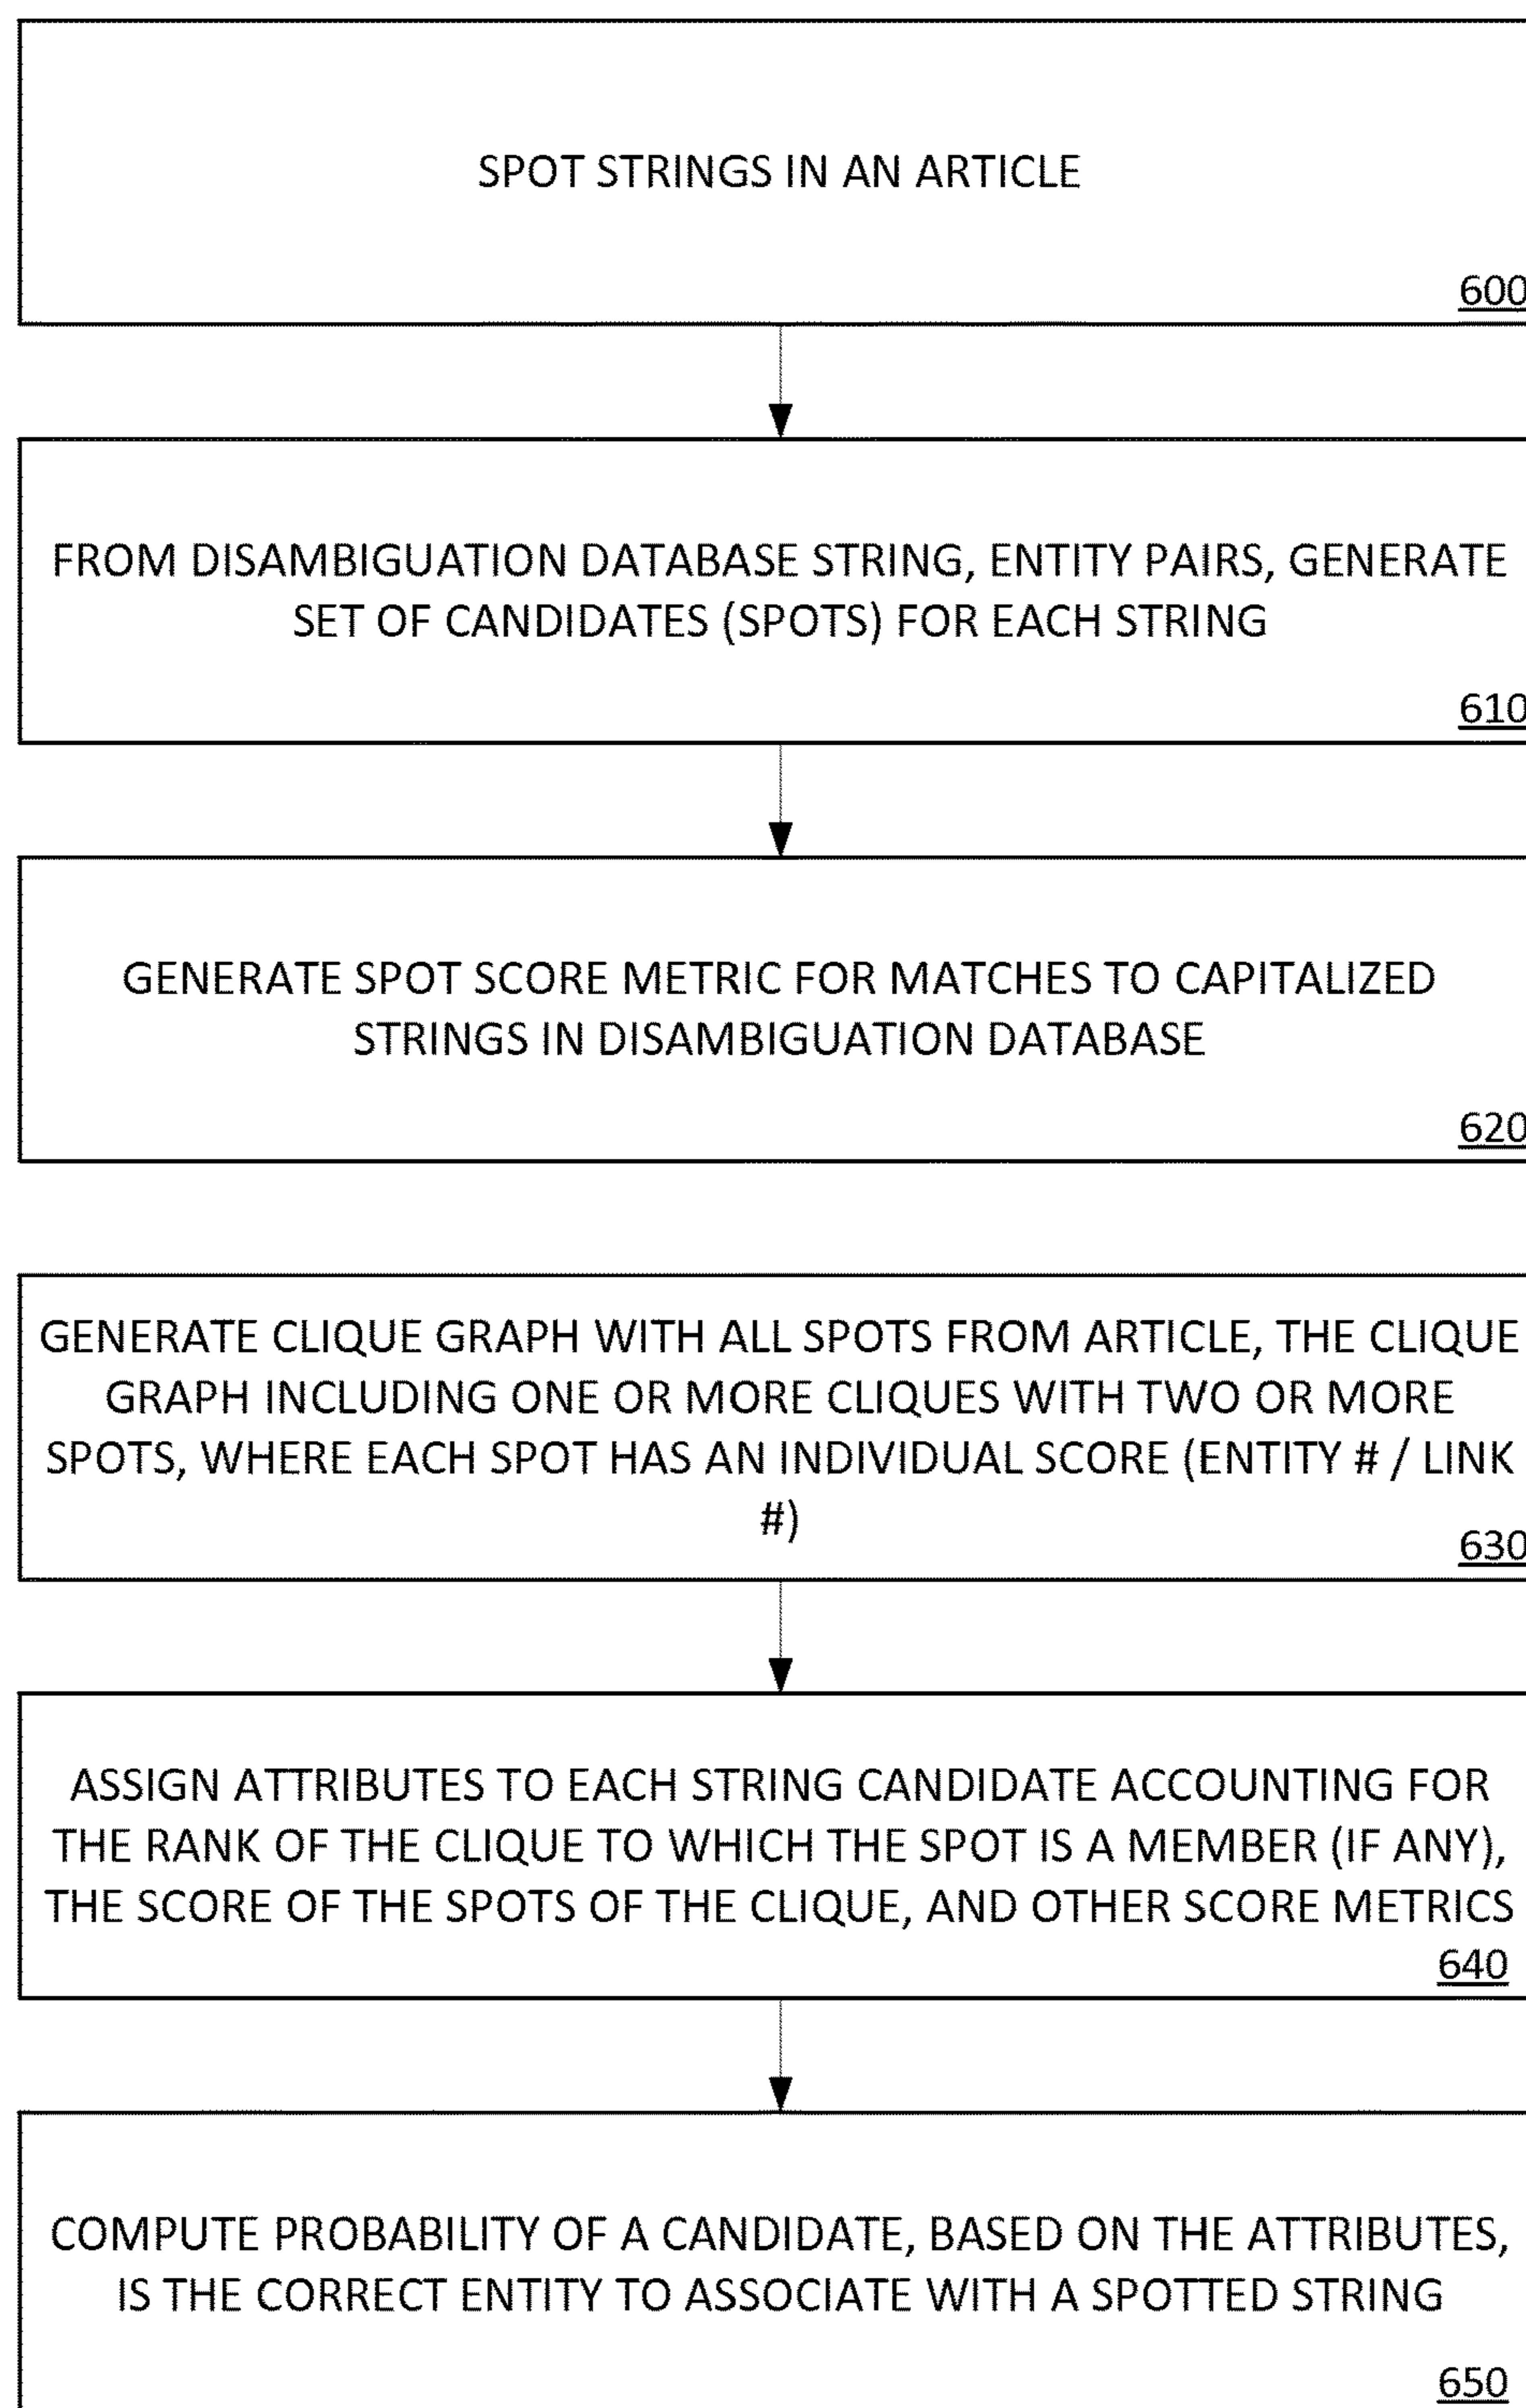 SPOT STRINGS IN AN ARTICLE
600
FROM DISAMBIGUATION DATABASE STRING, ENTITY PAIRS, GENERATE
SET OF CANDIDATES (SPOTS) FOR EACH STRING
610
GENERATE SPOT SCORE METRIC FOR MATCHES TO CAPITALIZED
STRINGS IN DISAMBIGUATION DATABASE
620
GENERATE CLIQUE GRAPH WITH ALL SPOTS FROM ARTICLE, THE CLIQUE
GRAPH INCLUDING ONE OR MORE CLIQUES WITH TWO OR MORE
SPOTS, WHERE EACH SPOT HAS AN INDIVIDUAL SCORE (ENTITY # / LINK
#)
630
ASSIGN ATTRIBUTES TO EACH STRING CANDIDATE ACCOUNTING FOR
THE RANK OF THE CLIQUE TO WHICH THE SPOT IS A MEMBER (IF ANY),
THE SCORE OF THE SPOTS OF THE CLIQUE, AND OTHER SCORE METRICS
640
COMPUTE PROBABILITY OF A CANDIDATE, BASED ON THE ATTRIBUTES,
IS THE CORRECT ENTITY TO ASSOCIATE WITH A SPOTTED STRING
650